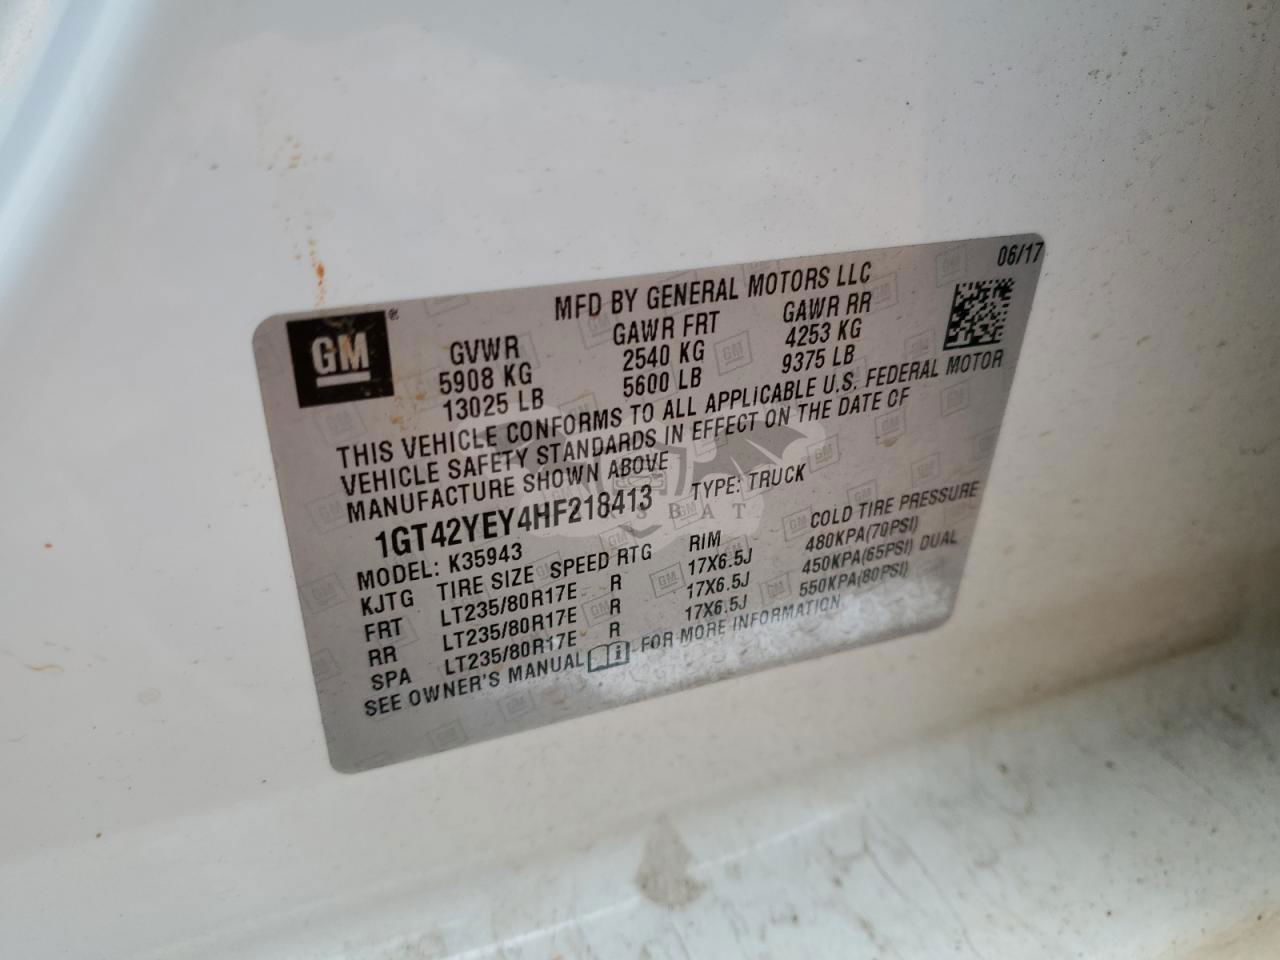 06/17
MFD BY GENERAL MOTORS LLC
GM®
GVWR GAWR FRT GAWR RR
5908 KG 2540 KG 4253 KG
13025 LB 5600 LB 9375 LB
THIS VEHICLE CONFORMS TO ALL APPLICABLE U.S. FEDERAL MOTOR
VEHICLE SAFETY STANDARDS IN EFFECT ON THE DATE OF
MANUFACTURE SHOWN ABOVE
1GT42YEY4HF218413 TYPE: TRUCK
MODEL: K35943
KJTG TIRE SIZE SPEED RTG RIM COLD TIRE PRESSURE
FRT LT235/80R17E R 17X6.5J 480KPA(70PSI)
RR LT235/80R17E R 17X6.5J 450KPA(65PSI) DUAL
SPA LT235/80R17E R 17X6.5J 550KPA(80PSI)
SEE OWNER'S MANUAL FOR MORE INFORMATION